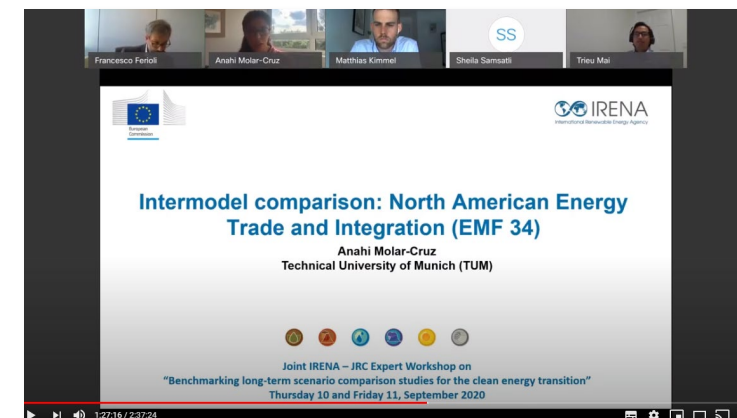 Francesco Ferioli
Anahi Molar-Cruz
Matthias Kimmel
SS
Sheila Samsatli
Trieu Mai
European
Commission
IRENA
International Renewable Energy Agency
Intermodel comparison: North American Energy
Trade and Integration (EMF 34)
Anahi Molar-Cruz
Technical University of Munich (TUM)
Joint IRENA – JRC Expert Workshop on
“Benchmarking long-term scenario comparison studies for the clean energy transition”
Thursday 10 and Friday 11, September 2020
1:27:16 / 2:37:24